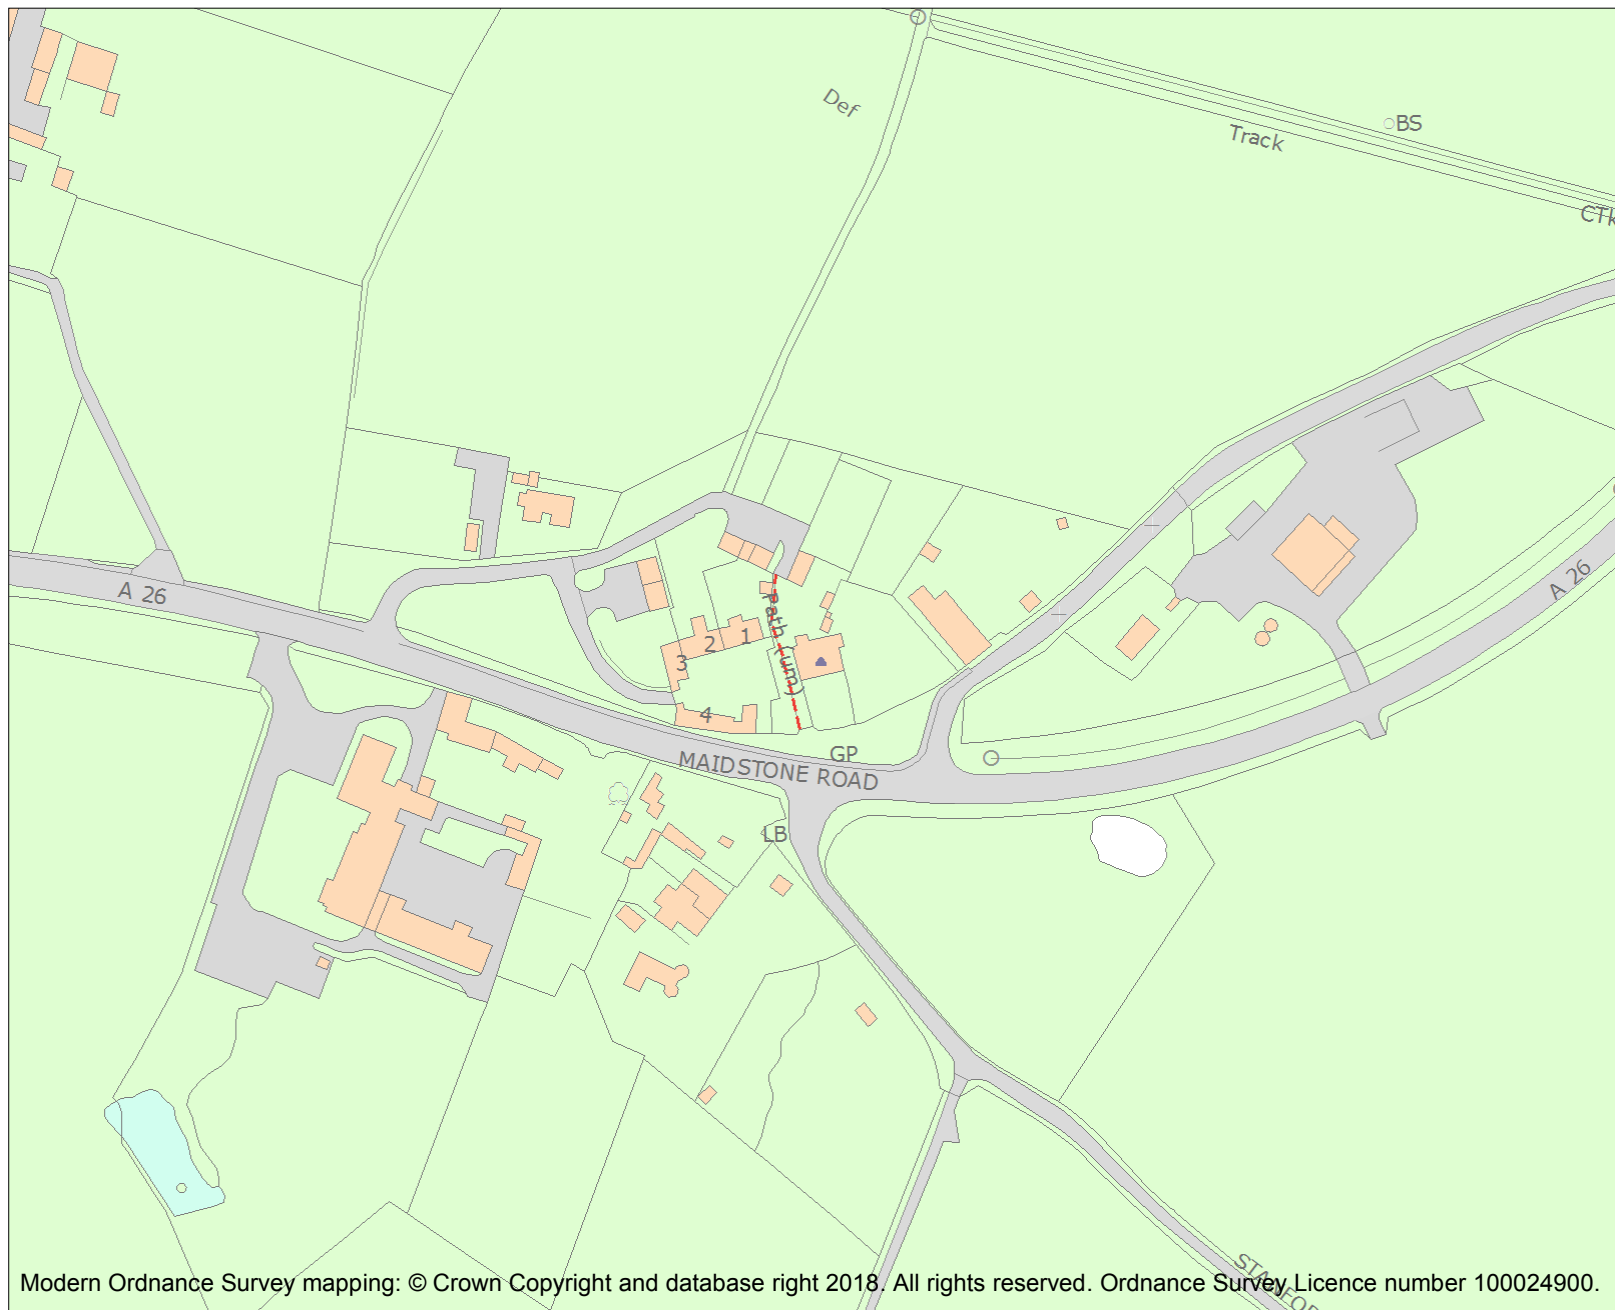 Def
BS
Track
CTk
A 26
A 26
Path (um)
2
1
3
4
GP
MAIDSTONE ROAD
LB
Modern Ordnance Survey mapping: © Crown Copyright and database right 2018. All rights reserved. Ordnance Survey Licence number 100024900.